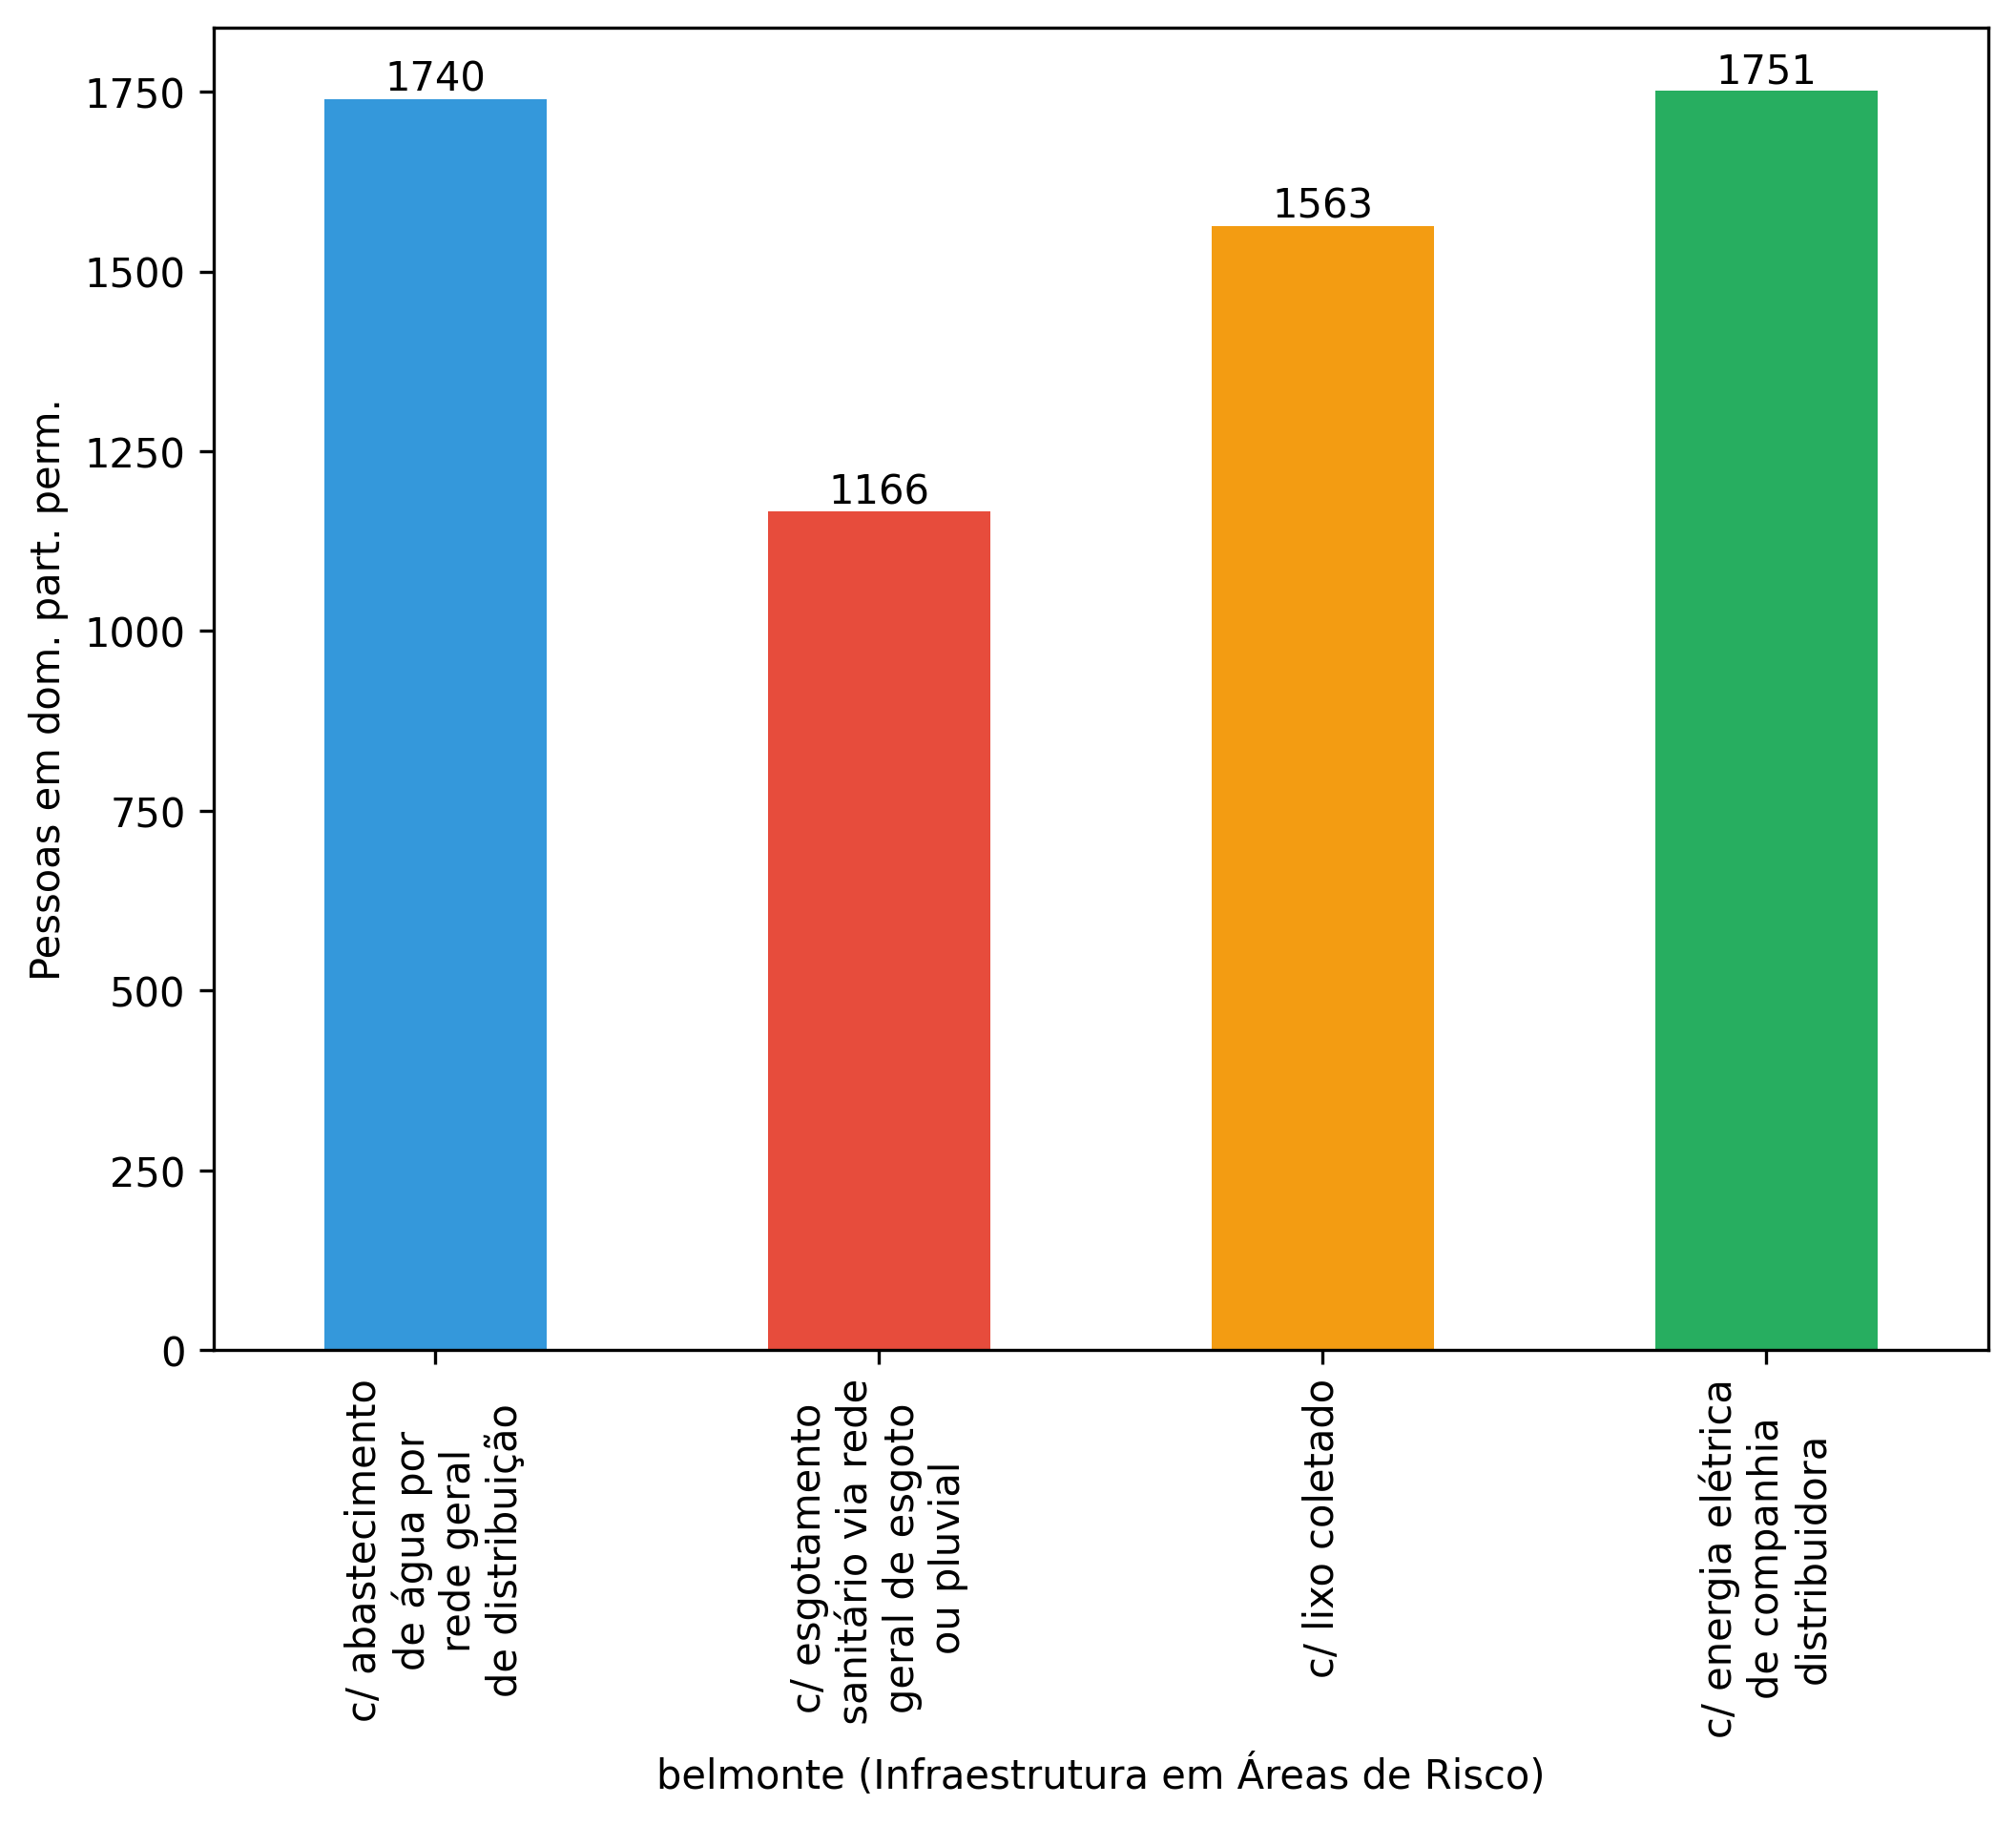 1740
1166
1563
1751
1750
1500
1250
1000
750
500
250
0
Pessoas em dom. part. perm.
c/ abastecimento
de água por
rede geral
de distribuição
c/ esgotamento
sanitário via rede
geral de esgoto
ou pluvial
c/ lixo coletado
c/ energia elétrica
de companhia
distribuidora
belmonte (Infraestrutura em Áreas de Risco)